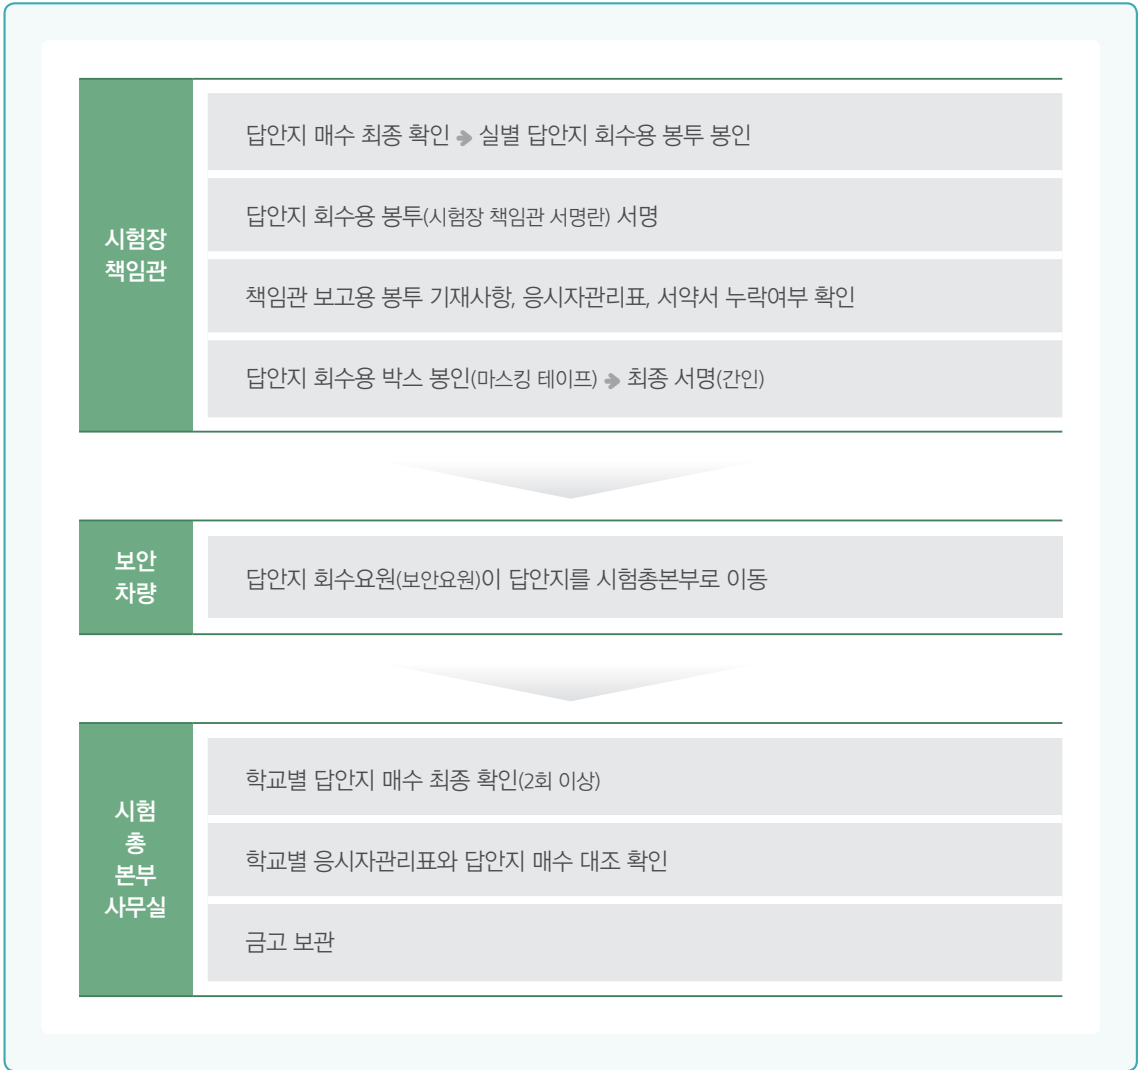 시험장
책임관
답안지 매수 최종 확인 ➔ 실별 답안지 회수용 봉투 봉인
답안지 회수용 봉투(시험장 책임관 서명란) 서명
책임관 보고용 봉투 기재사항, 응시자관리표, 서약서 누락여부 확인
답안지 회수용 박스 봉인(마스킹 테이프) ➔ 최종 서명(간인)
보안
차량
답안지 회수요원(보안요원)이 답안지를 시험총본부로 이동
시험
총
본부
사무실
학교별 답안지 매수 최종 확인(2회 이상)
학교별 응시자관리표와 답안지 매수 대조 확인
금고 보관